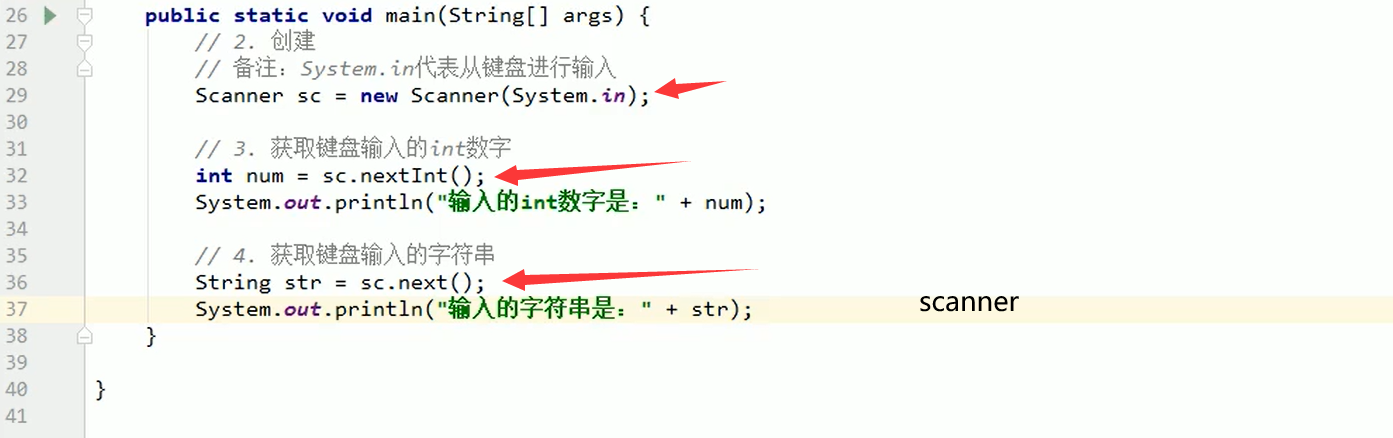 26 public static void main(String[] args) {
27 // 2. 创建
28 // 备注：System.in代表从键盘进行输入
29 Scanner sc = new Scanner(System.in);
30
31 // 3. 获取键盘输入的int数字
32 int num = sc.nextInt();
33 System.out.println("输入的int数字是：" + num);
34
35 // 4. 获取键盘输入的字符串
36 String str = sc.next();
37 System.out.println("输入的字符串是：" + str); scanner
38 }
39
40 }
41